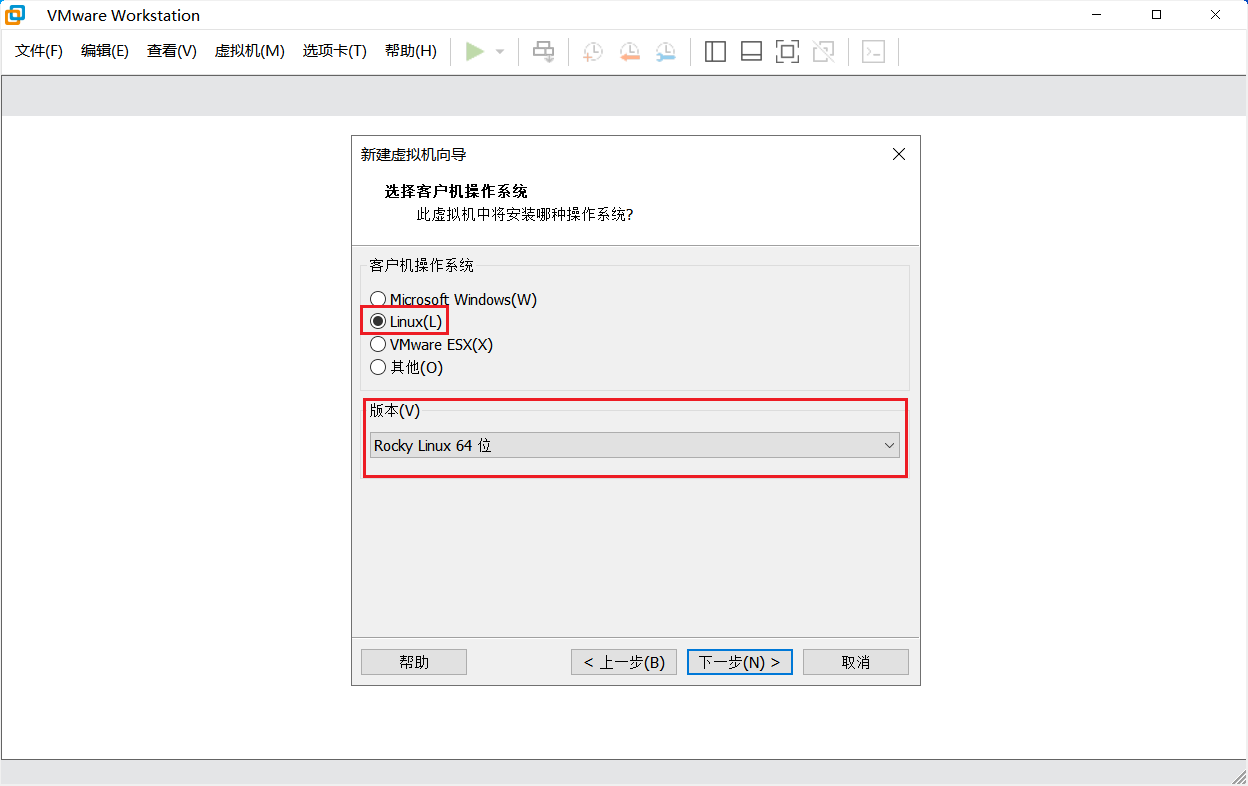 VMware Workstation
文件(F) 编辑(E) 查看(V) 虚拟机(M) 选项卡(T) 帮助(H)
新建虚拟机向导
选择客户机操作系统
此虚拟机中将安装哪种操作系统?
客户机操作系统
Microsoft Windows(W)
Linux(L)
VMware ESX(X)
其他(O)
版本(V)
Rocky Linux 64 位
帮助 < 上一步(B) 下一步(N) > 取消